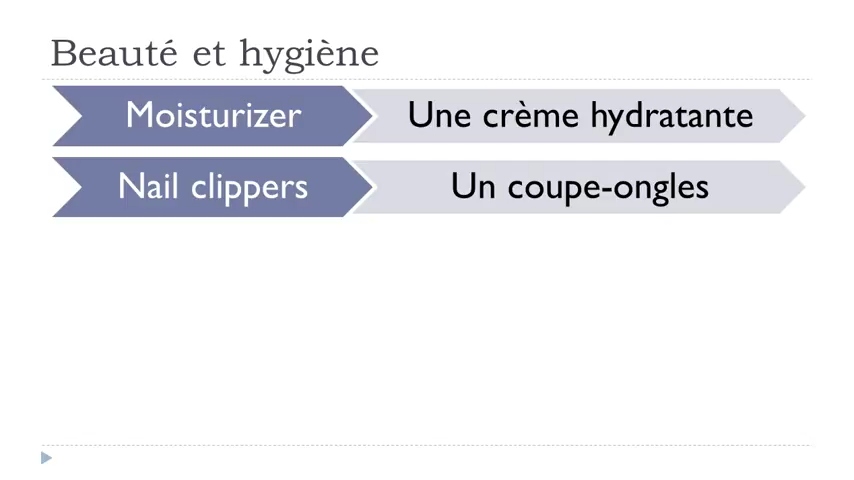 Beauté et hygiène
Moisturizer
Une crème hydratante
Nail clippers
Un coupe-ongles